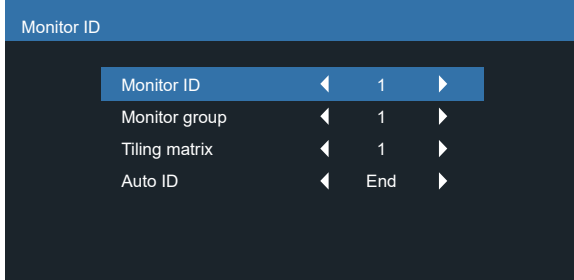 Monitor ID
Monitor ID 1
Monitor group 1
Tiling matrix 1
Auto ID End